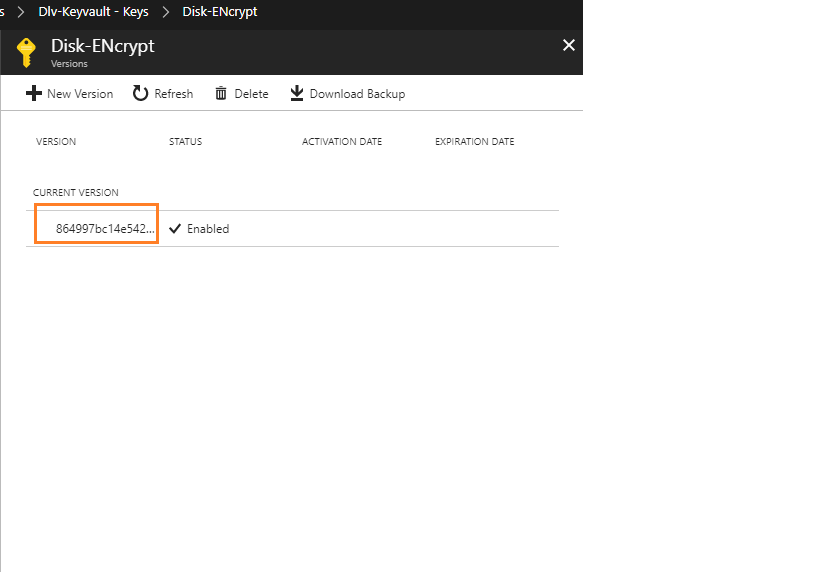 s > Dlv-Keyvault - Keys > Disk-ENcrypt
Disk-ENcrypt
Versions
New Version Refresh Delete Download Backup
VERSION STATUS ACTIVATION DATE EXPIRATION DATE
CURRENT VERSION
864997bc14e542... Enabled